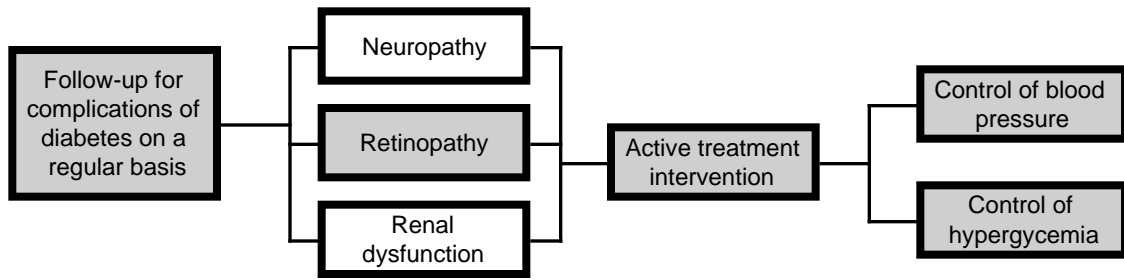 Follow-up for
complications of
diabetes on a
regular basis
Neuropathy
Retinopathy
Renal
dysfunction
Active treatment
intervention
Control of blood
pressure
Control of
hypergycemia